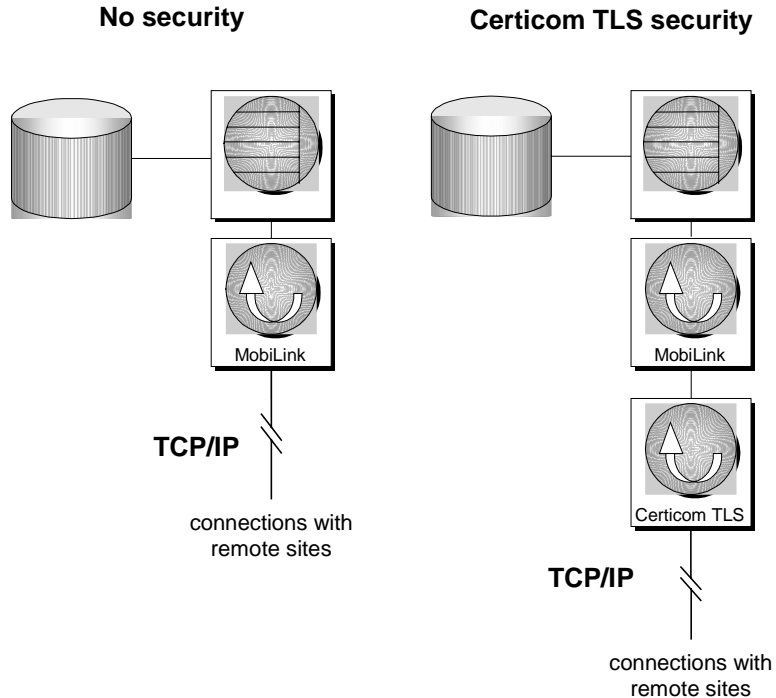 No security
MobiLink
TCP/IP
connections with
remote sites
Certicom TLS security
MobiLink
Certicom TLS
TCP/IP
connections with
remote sites